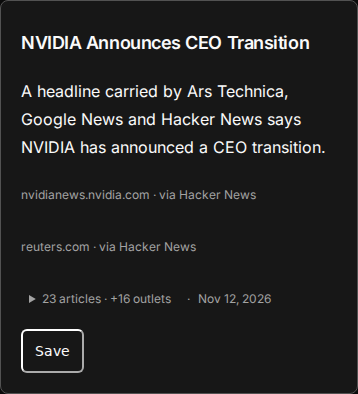 NVIDIA Announces CEO Transition
A headline carried by Ars Technica,
Google News and Hacker News says
NVIDIA has announced a CEO transition.
nvidianews.nvidia.com · via Hacker News
reuters.com · via Hacker News
▶ 23 articles · +16 outlets · Nov 12, 2026
Save